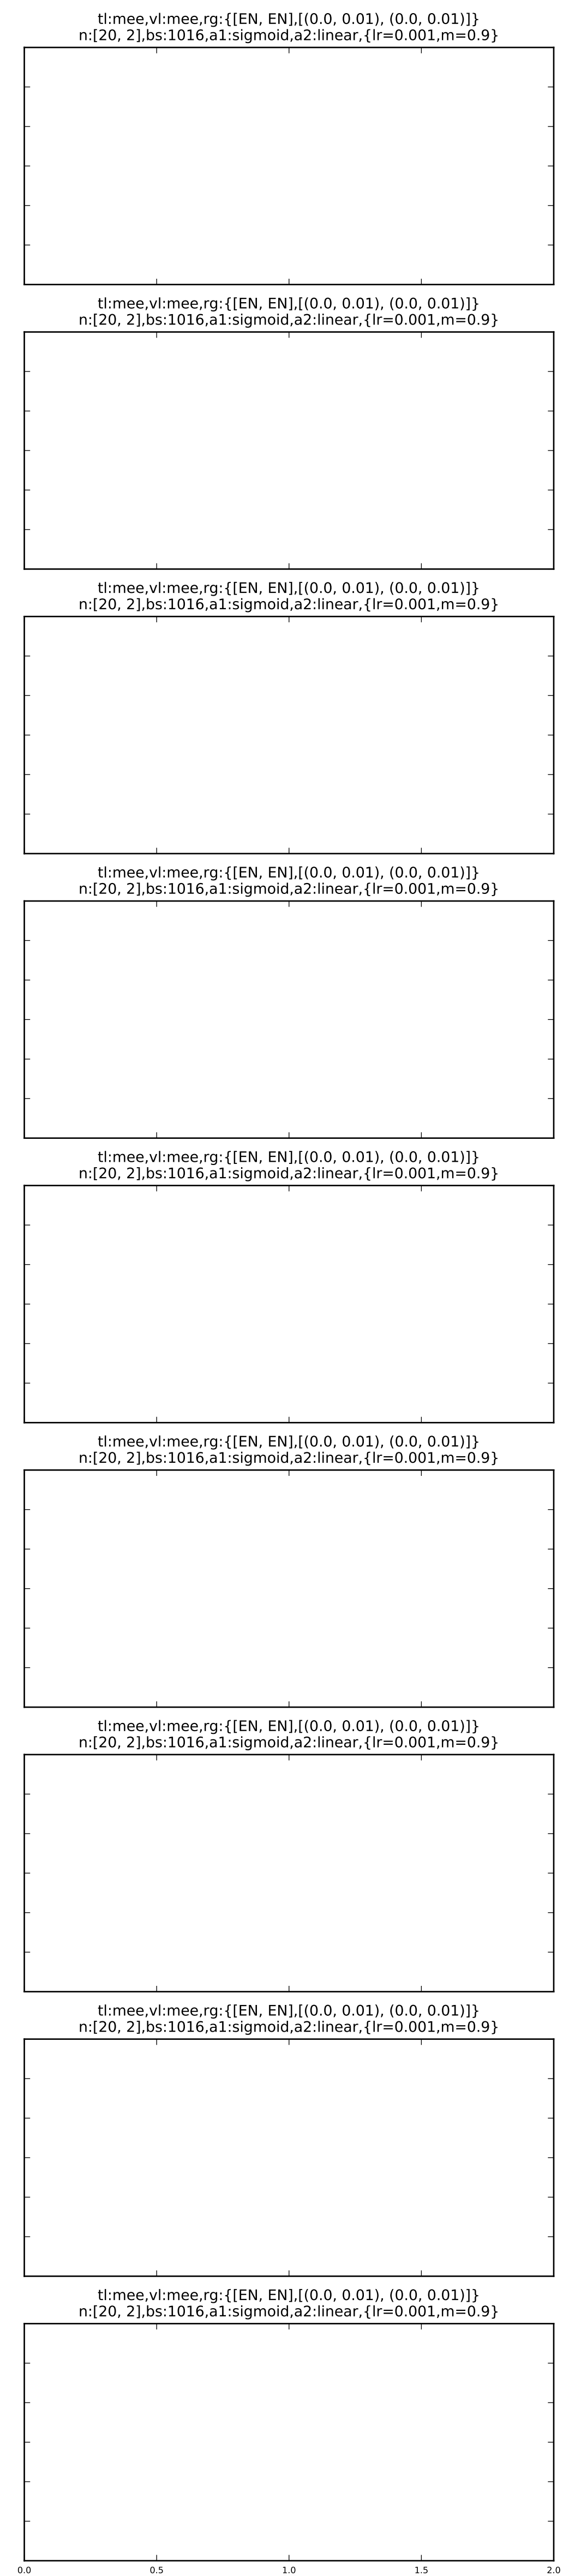 tl:mee,vl:mee,rg:{[EN, EN],[(0.0, 0.01), (0.0, 0.01)]}
n:[20, 2],bs:1016,a1:sigmoid,a2:linear,{lr=0.001,m=0.9}
tl:mee,vl:mee,rg:{[EN, EN],[(0.0, 0.01), (0.0, 0.01)]}
n:[20, 2],bs:1016,a1:sigmoid,a2:linear,{lr=0.001,m=0.9}
tl:mee,vl:mee,rg:{[EN, EN],[(0.0, 0.01), (0.0, 0.01)]}
n:[20, 2],bs:1016,a1:sigmoid,a2:linear,{lr=0.001,m=0.9}
tl:mee,vl:mee,rg:{[EN, EN],[(0.0, 0.01), (0.0, 0.01)]}
n:[20, 2],bs:1016,a1:sigmoid,a2:linear,{lr=0.001,m=0.9}
tl:mee,vl:mee,rg:{[EN, EN],[(0.0, 0.01), (0.0, 0.01)]}
n:[20, 2],bs:1016,a1:sigmoid,a2:linear,{lr=0.001,m=0.9}
tl:mee,vl:mee,rg:{[EN, EN],[(0.0, 0.01), (0.0, 0.01)]}
n:[20, 2],bs:1016,a1:sigmoid,a2:linear,{lr=0.001,m=0.9}
tl:mee,vl:mee,rg:{[EN, EN],[(0.0, 0.01), (0.0, 0.01)]}
n:[20, 2],bs:1016,a1:sigmoid,a2:linear,{lr=0.001,m=0.9}
tl:mee,vl:mee,rg:{[EN, EN],[(0.0, 0.01), (0.0, 0.01)]}
n:[20, 2],bs:1016,a1:sigmoid,a2:linear,{lr=0.001,m=0.9}
tl:mee,vl:mee,rg:{[EN, EN],[(0.0, 0.01), (0.0, 0.01)]}
n:[20, 2],bs:1016,a1:sigmoid,a2:linear,{lr=0.001,m=0.9}
0.0 0.5 1.0 1.5 2.0